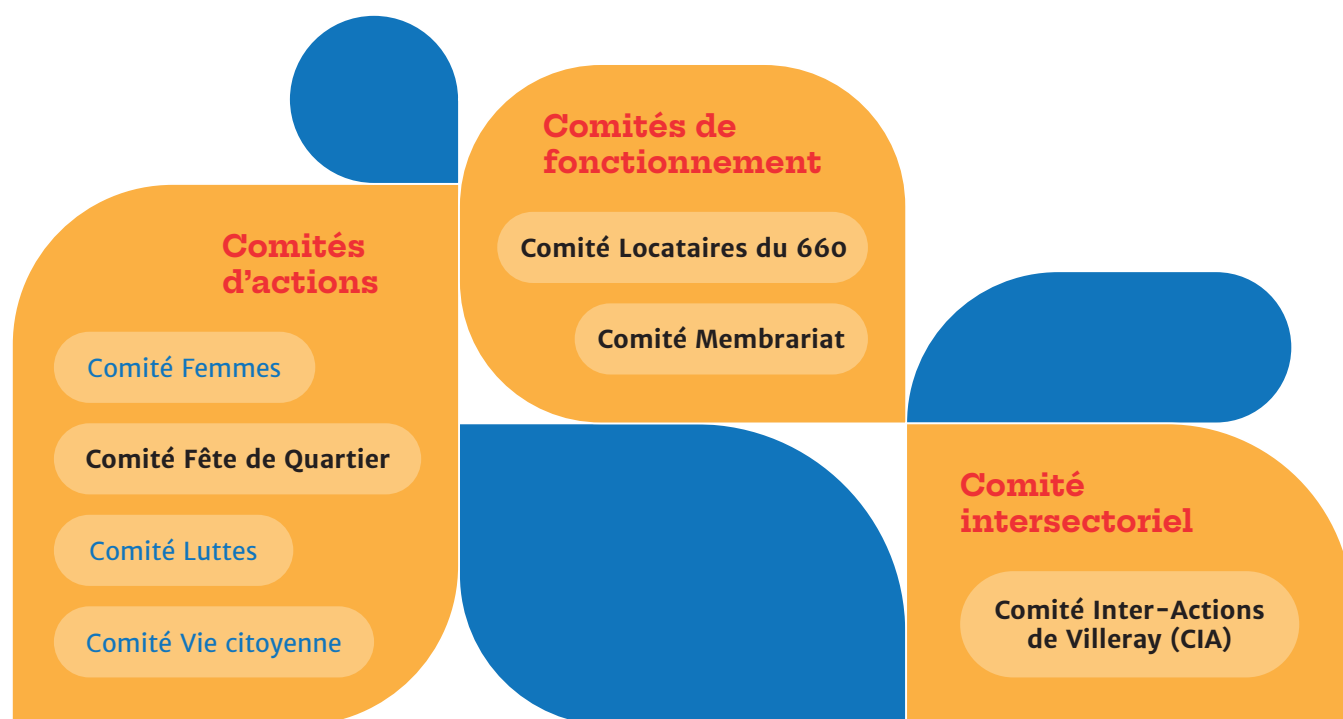 Comités
d'actions
Comité Femmes
Comité Fête de Quartier
Comité Luttes
Comité Vie citoyenne
Comités de
fonctionnement
Comité Locataires du 660
Comité Membrariat
Comité
intersectoriel
Comité Inter-Actions
de Villeray (CIA)